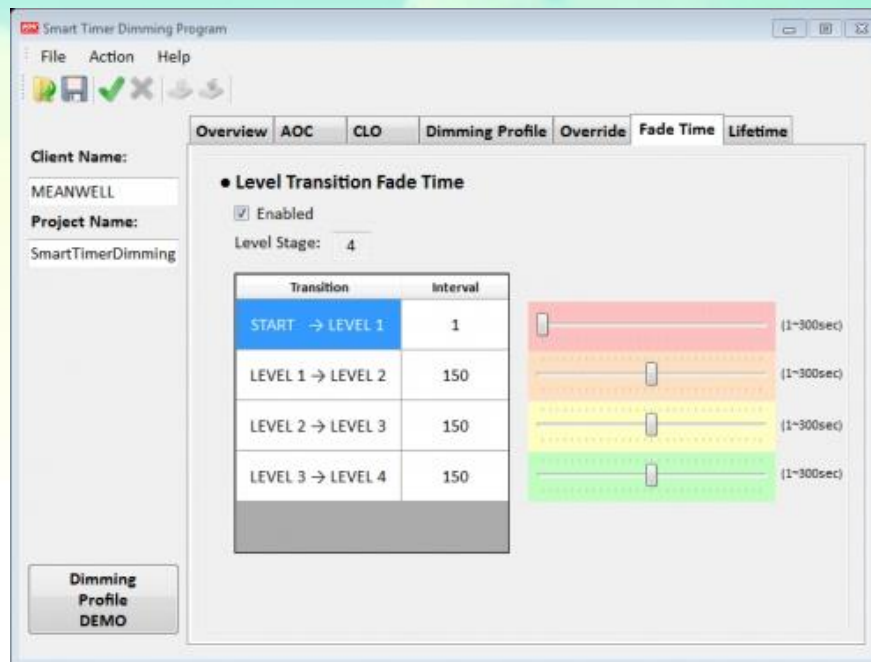 Smart Timer Dimming Program
File Action Help
Overview AOC CLO Dimming Profile Override Fade Time Lifetime
Client Name:
MEANWELL
Project Name:
SmartTimerDimming
● Level Transition Fade Time
Enabled
Level Stage: 4
Transition Interval
START → LEVEL 1 1 (1~300sec)
LEVEL 1 → LEVEL 2 150 (1~300sec)
LEVEL 2 → LEVEL 3 150 (1~300sec)
LEVEL 3 → LEVEL 4 150 (1~300sec)
Dimming
Profile
DEMO